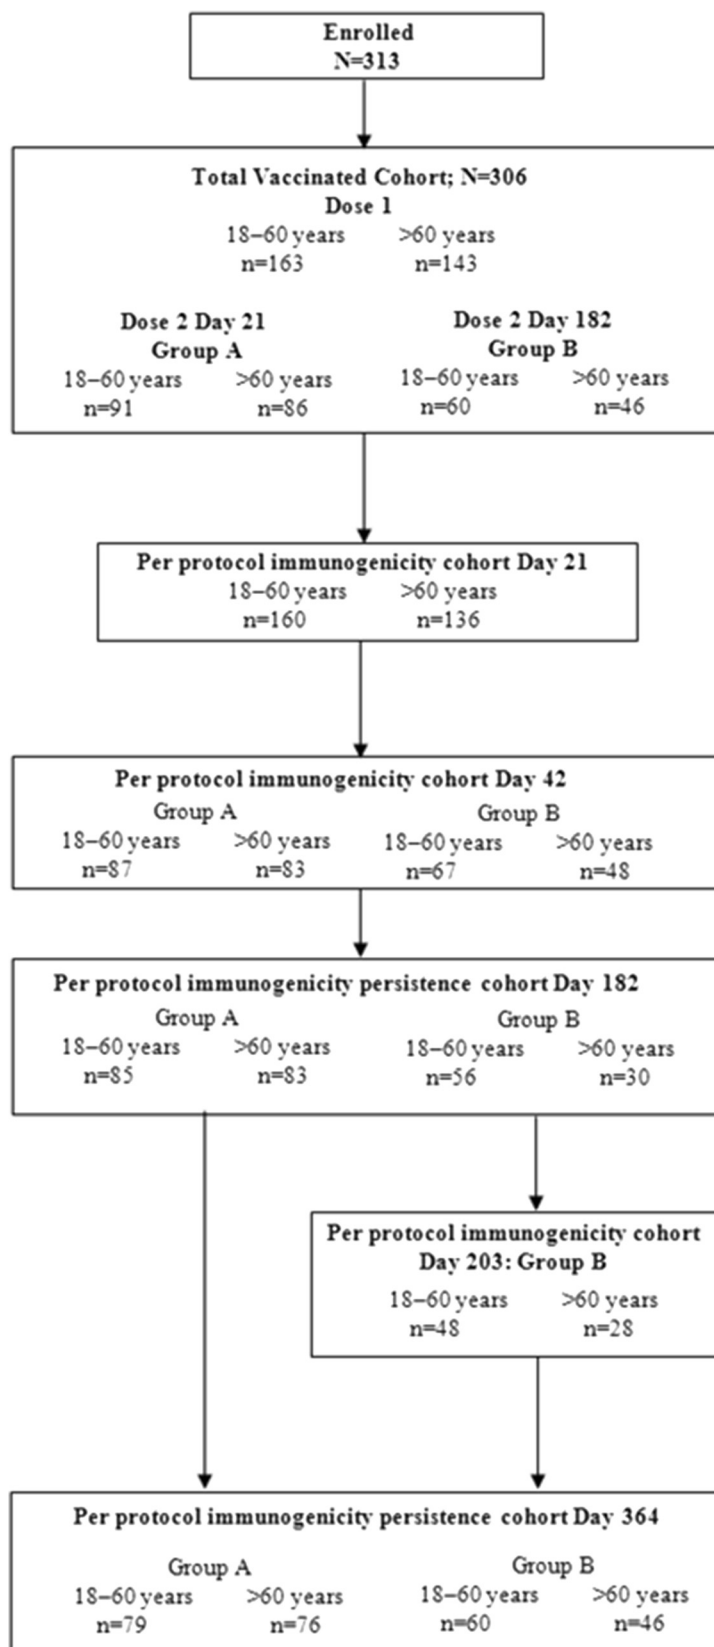 Enrolled
N=313
Total Vaccinated Cohort; N=306
Dose 1
18–60 years >60 years
n=163 n=143
Dose 2 Day 21 Dose 2 Day 182
Group A Group B
18–60 years >60 years 18–60 years >60 years
n=91 n=86 n=60 n=46
Per protocol immunogenicity cohort Day 21
18–60 years >60 years
n=160 n=136
Per protocol immunogenicity cohort Day 42
Group A Group B
18–60 years >60 years 18–60 years >60 years
n=87 n=83 n=67 n=48
Per protocol immunogenicity persistence cohort Day 182
Group A Group B
18–60 years >60 years 18–60 years >60 years
n=85 n=83 n=56 n=30
Per protocol immunogenicity cohort
Day 203: Group B
18–60 years >60 years
n=48 n=28
Per protocol immunogenicity persistence cohort Day 364
Group A Group B
18–60 years >60 years 18–60 years >60 years
n=79 n=76 n=60 n=46